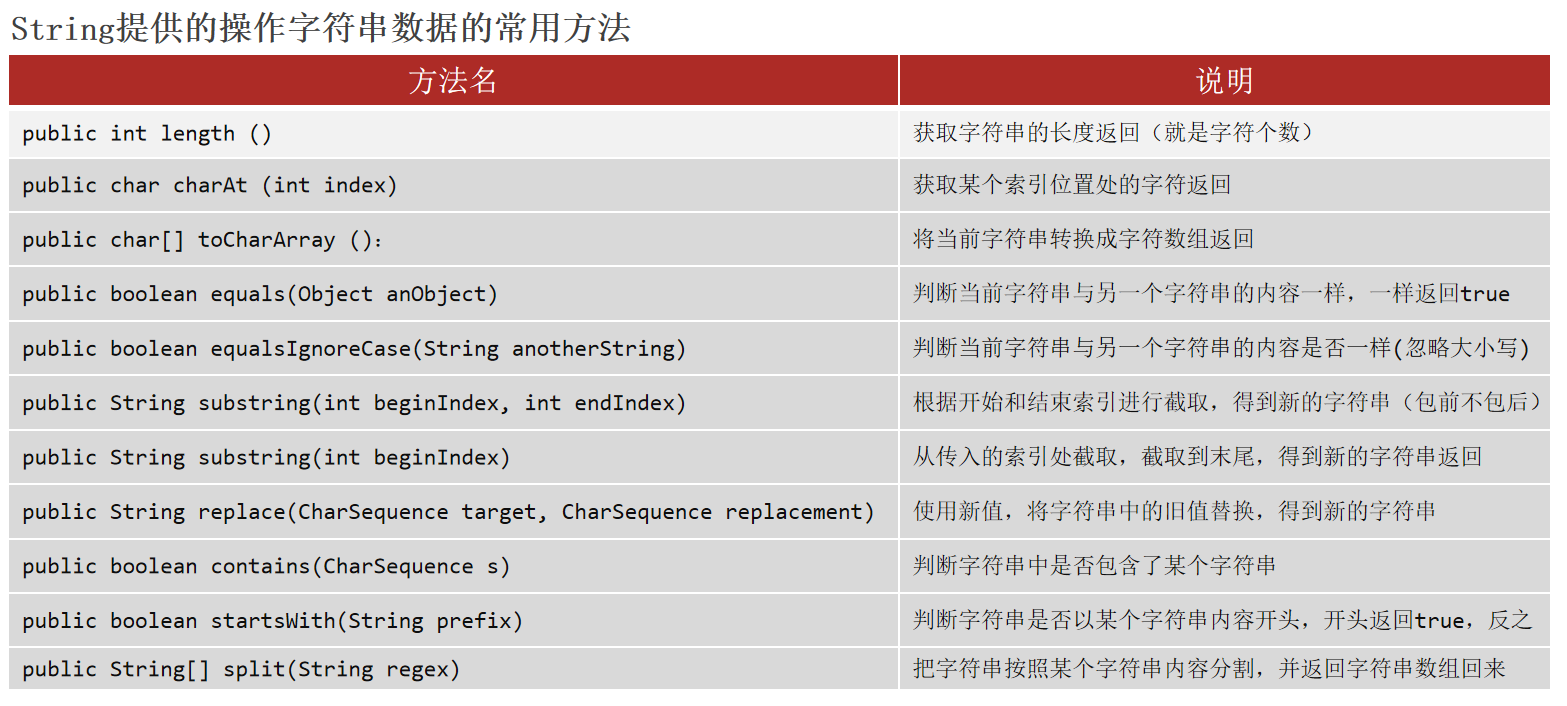 String提供的操作字符串数据的常用方法
方法名 说明
public int length () 获取字符串的长度返回（就是字符个数）
public char charAt (int index) 获取某个索引位置处的字符返回
public char[] toCharArray ()： 将当前字符串转换成字符数组返回
public boolean equals(Object anObject) 判断当前字符串与另一个字符串的内容一样，一样返回true
public boolean equalsIgnoreCase(String anotherString) 判断当前字符串与另一个字符串的内容是否一样(忽略大小写)
public String substring(int beginIndex, int endIndex) 根据开始和结束索引进行截取，得到新的字符串（包前不包后）
public String substring(int beginIndex) 从传入的索引处截取，截取到末尾，得到新的字符串返回
public String replace(CharSequence target, CharSequence replacement) 使用新值，将字符串中的旧值替换，得到新的字符串
public boolean contains(CharSequence s) 判断字符串中是否包含了某个字符串
public boolean startsWith(String prefix) 判断字符串是否以某个字符串内容开头，开头返回true，反之
public String[] split(String regex) 把字符串按照某个字符串内容分割，并返回字符串数组回来